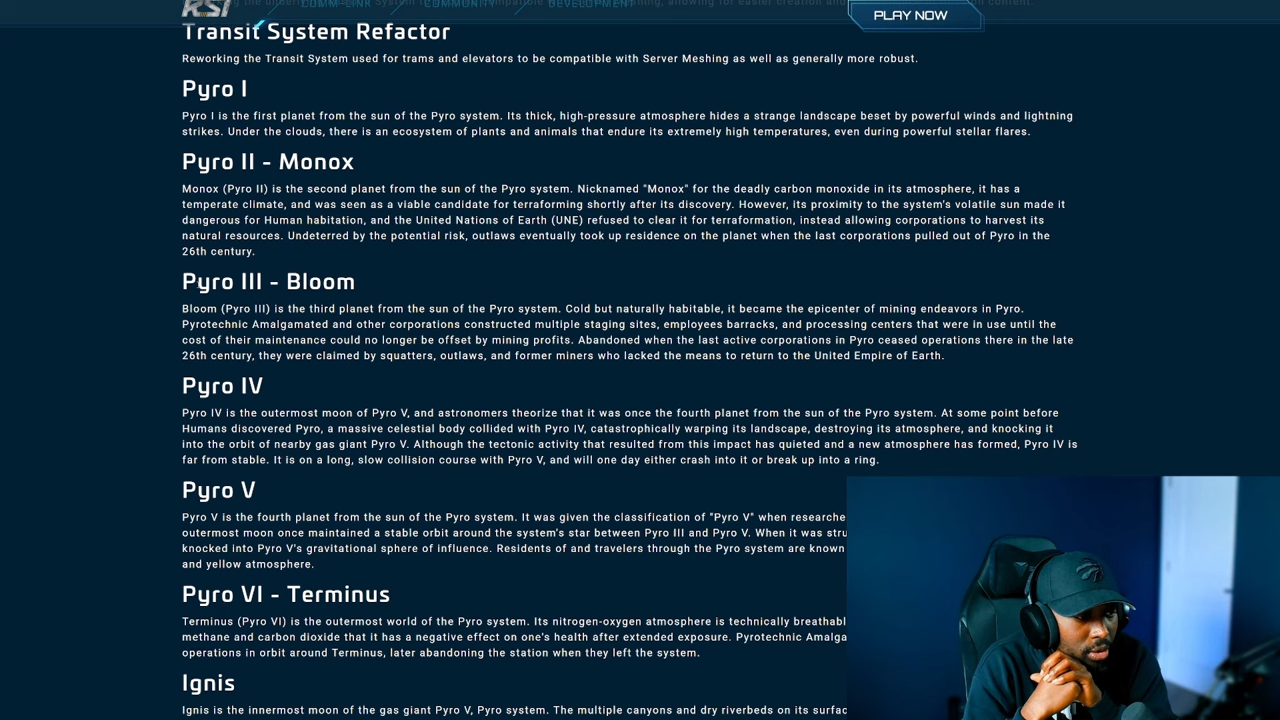 RSI
COMM-LINK
COMMUNITY
DEVELOPMENT
PLAY NOW
Transit System Refactor
Reworking the Transit System used for trams and elevators to be compatible with Server Meshing as well as generally more robust.
Pyro I
Pyro I is the first planet from the sun of the Pyro system. Its thick, high-pressure atmosphere hides a strange landscape beset by powerful winds and lightning
strikes. Under the clouds, there is an ecosystem of plants and animals that endure its extremely high temperatures, even during powerful stellar flares.
Pyro II - Monox
Monox (Pyro II) is the second planet from the sun of the Pyro system. Nicknamed "Monox" for the deadly carbon monoxide in its atmosphere, it has a
temperate climate, and was seen as a viable candidate for terraforming shortly after its discovery. However, its proximity to the system's volatile sun made it
dangerous for Human habitation, and the United Nations of Earth (UNE) refused to clear it for terraformation, instead allowing corporations to harvest its
natural resources. Undeterred by the potential risk, outlaws eventually took up residence on the planet when the last corporations pulled out of Pyro in the
26th century.
Pyro III - Bloom
Bloom (Pyro III) is the third planet from the sun of the Pyro system. Cold but naturally habitable, it became the epicenter of mining endeavors in Pyro.
Pyrotechnic Amalgamated and other corporations constructed multiple staging sites, employees barracks, and processing centers that were in use until the
cost of their maintenance could no longer be offset by mining profits. Abandoned when the last active corporations in Pyro ceased operations there in the late
26th century, they were claimed by squatters, outlaws, and former miners who lacked the means to return to the United Empire of Earth.
Pyro IV
Pyro IV is the outermost moon of Pyro V, and astronomers theorize that it was once the fourth planet from the sun of the Pyro system. At some point before
Humans discovered Pyro, a massive celestial body collided with Pyro IV, catastrophically warping its landscape, destroying its atmosphere, and knocking it
into the orbit of nearby gas giant Pyro V. Although the tectonic activity that resulted from this impact has quieted and a new atmosphere has formed, Pyro IV is
far from stable. It is on a long, slow collision course with Pyro V, and will one day either crash into it or break up into a ring.
Pyro V
Pyro V is the fourth planet from the sun of the Pyro system. It was given the classification of "Pyro V" when researche
outermost moon once maintained a stable orbit around the system's star between Pyro III and Pyro V. When it was stru
knocked into Pyro V's gravitational sphere of influence. Residents of and travelers through the Pyro system are known
and yellow atmosphere.
Pyro VI - Terminus
Terminus (Pyro VI) is the outermost world of the Pyro system. Its nitrogen-oxygen atmosphere is technically breathabl
methane and carbon dioxide that it has a negative effect on one's health after extended exposure. Pyrotechnic Amalga
operations in orbit around Terminus, later abandoning the station when they left the system.
Ignis
Ignis is the innermost moon of the gas giant Pyro V, Pyro system. The multiple canyons and dry riverbeds on its surfac